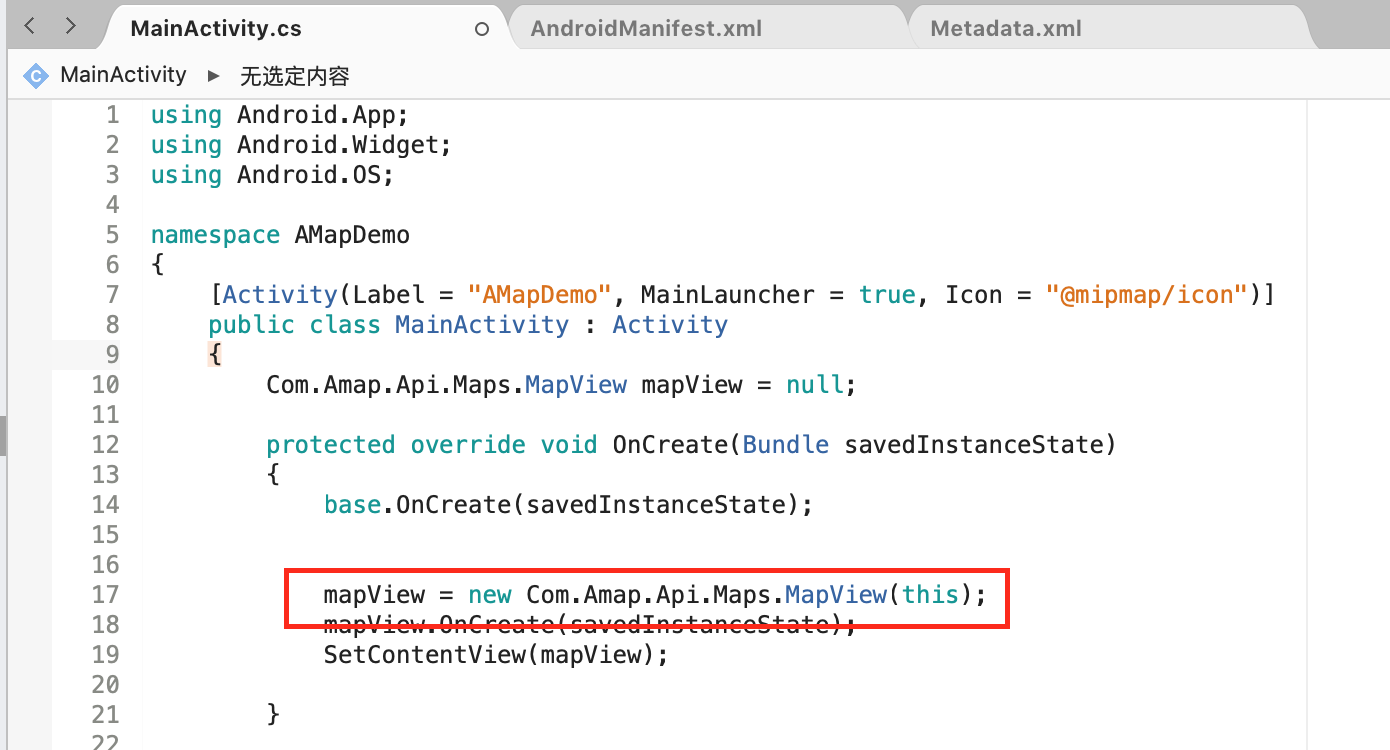 MainActivity.cs AndroidManifest.xml Metadata.xml
MainActivity ▶ 无选定内容
1 using Android.App;
2 using Android.Widget;
3 using Android.OS;
4
5 namespace AMapDemo
6 {
7 [Activity(Label = "AMapDemo", MainLauncher = true, Icon = "@mipmap/icon")]
8 public class MainActivity : Activity
9 {
10 Com.Amap.Api.Maps.MapView mapView = null;
11
12 protected override void OnCreate(Bundle savedInstanceState)
13 {
14 base.OnCreate(savedInstanceState);
15
16
17 mapView = new Com.Amap.Api.Maps.MapView(this);
18 mapView.OnCreate(savedInstanceState);
19 SetContentView(mapView);
20
21 }
22